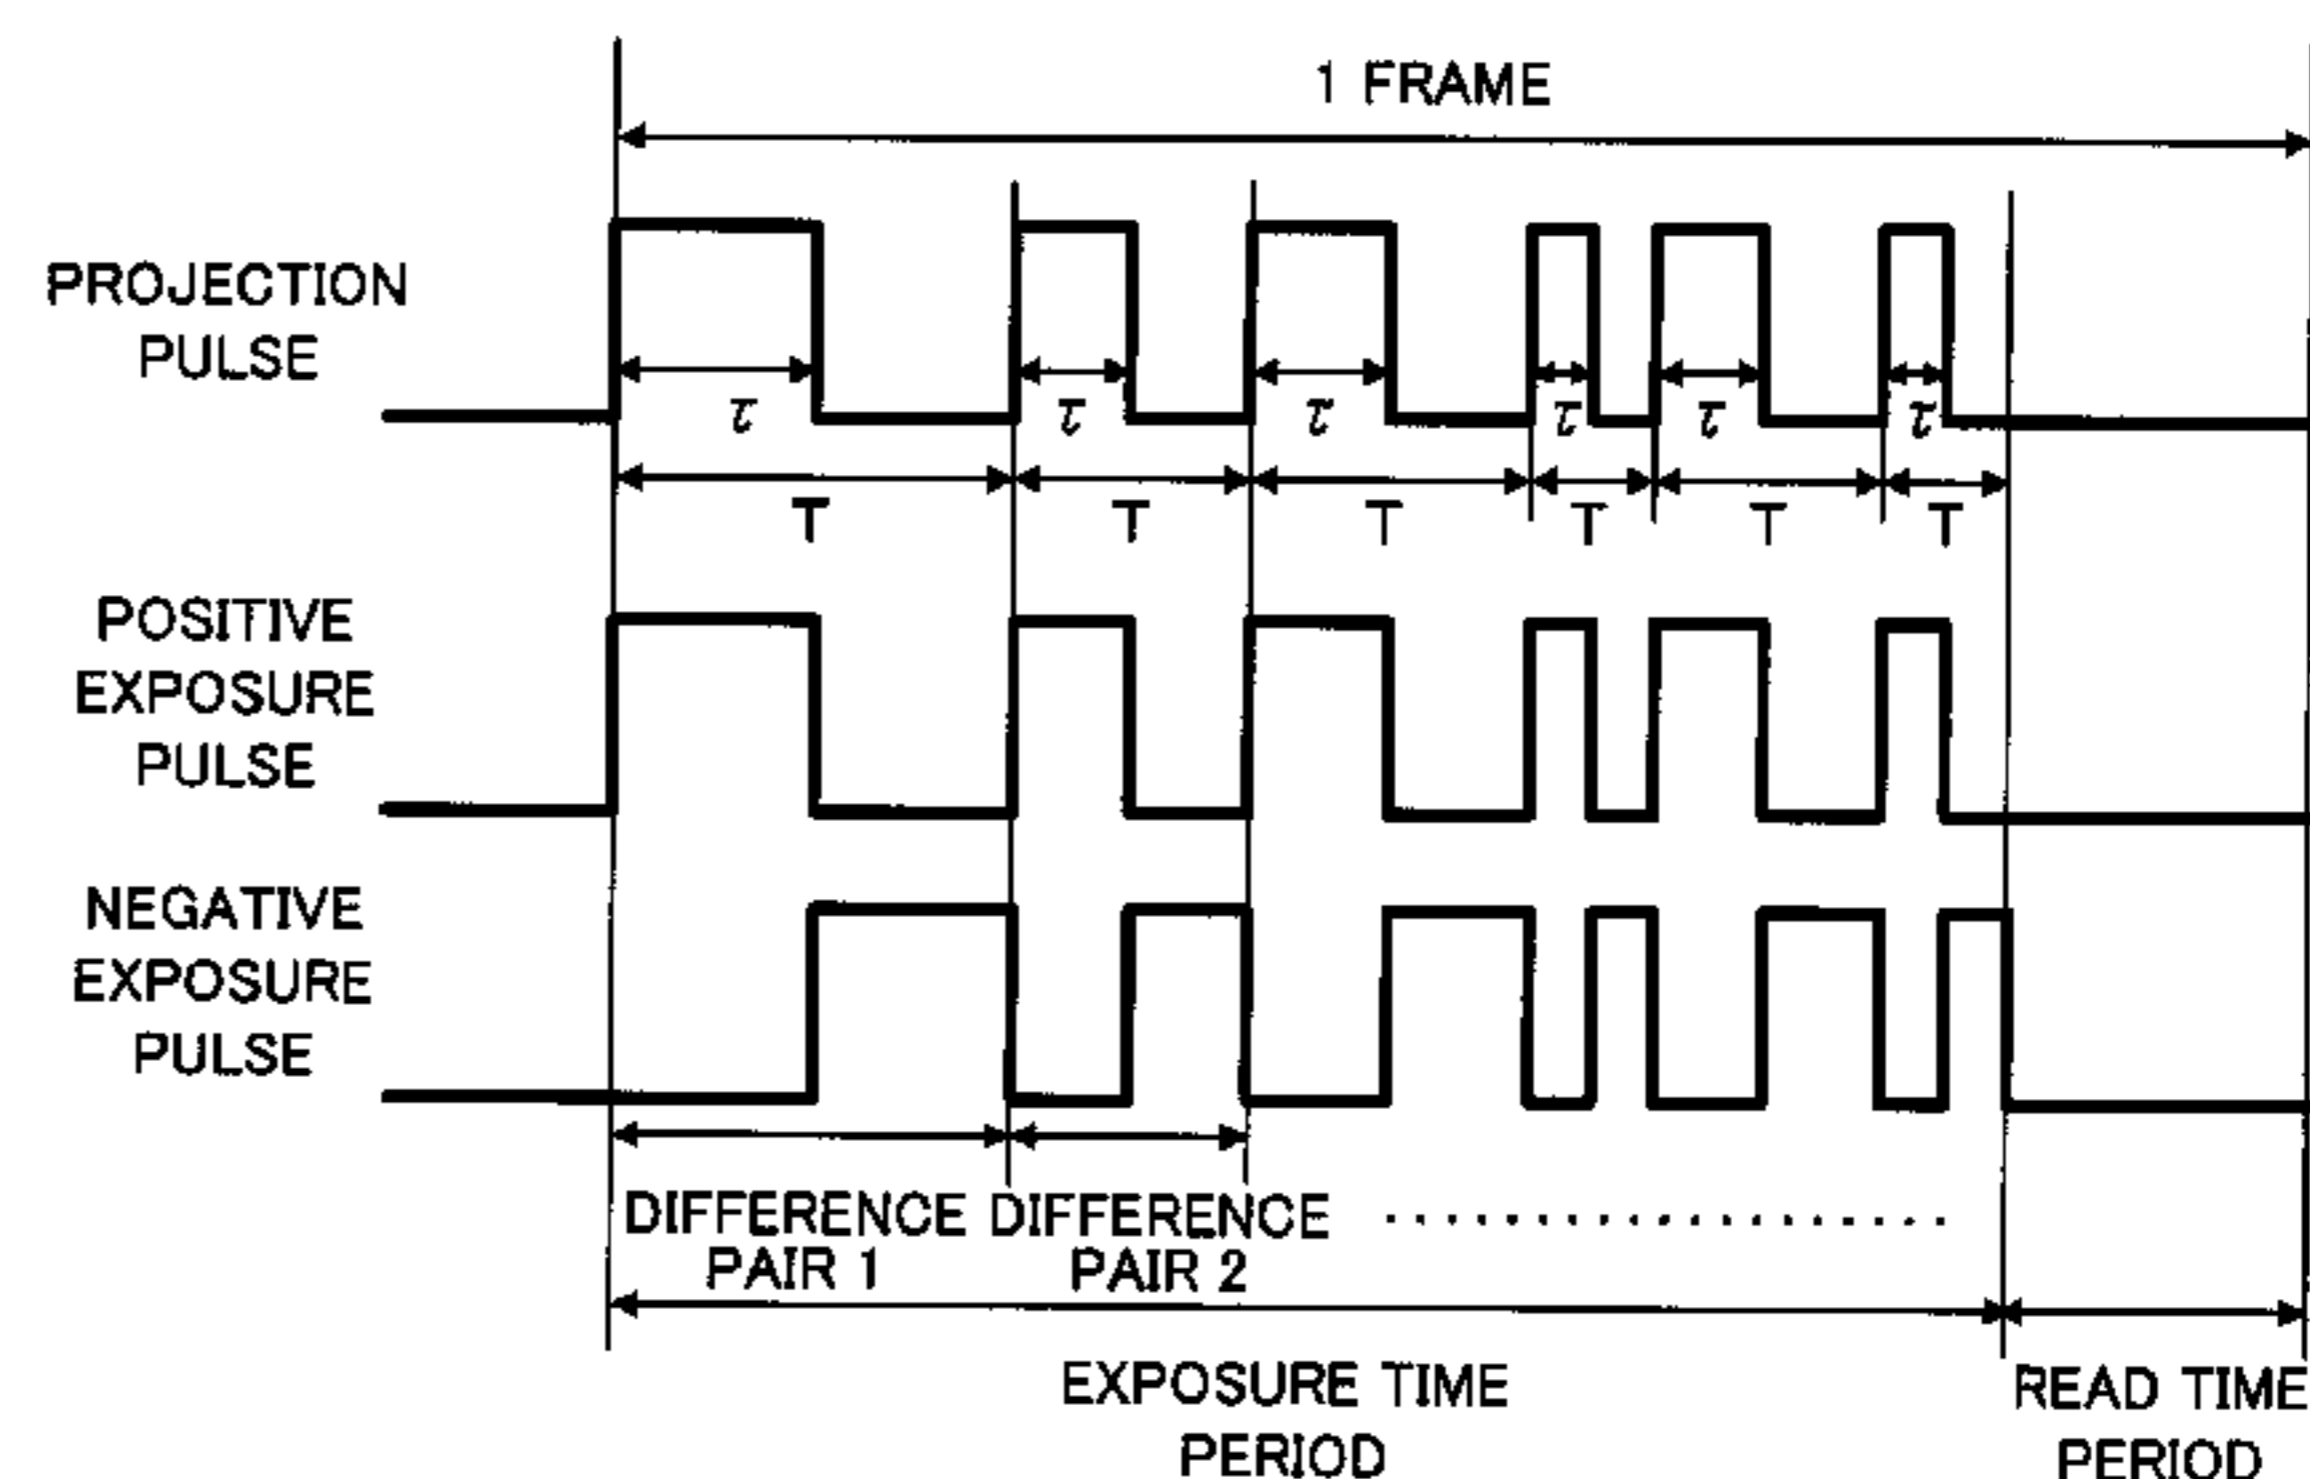 1 FRAME
PROJECTION
PULSE
τ τ τ τ τ τ
T T T T T T
POSITIVE
EXPOSURE
PULSE
NEGATIVE
EXPOSURE
PULSE
DIFFERENCE DIFFERENCE ...................
PAIR 1 PAIR 2
EXPOSURE TIME
PERIOD
READ TIME
PERIOD